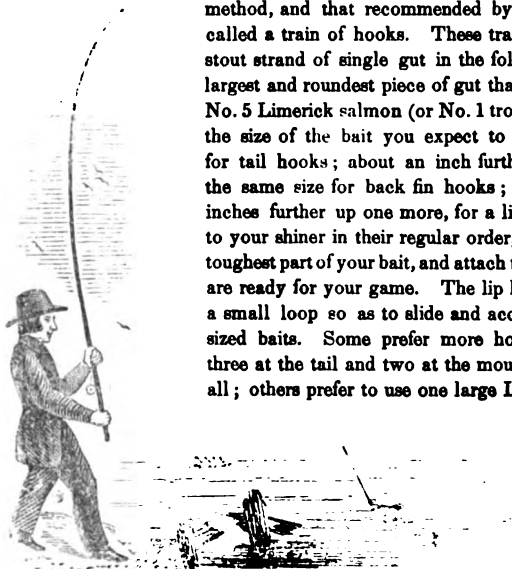 method, and that recommended by
called a train of hooks. These tra
stout strand of single gut in the fol
largest and roundest piece of gut tha
No. 5 Limerick salmon (or No. 1 tro
the size of the bait you expect to
for tail hooks; about an inch furth
the same size for back fin hooks;
inches further up one more, for a li
to your shiner in their regular order,
toughest part of your bait, and attach t
are ready for your game. The lip h
a small loop so as to slide and acc
sized baits. Some prefer more ho
three at the tail and two at the mou
all; others prefer to use one large L